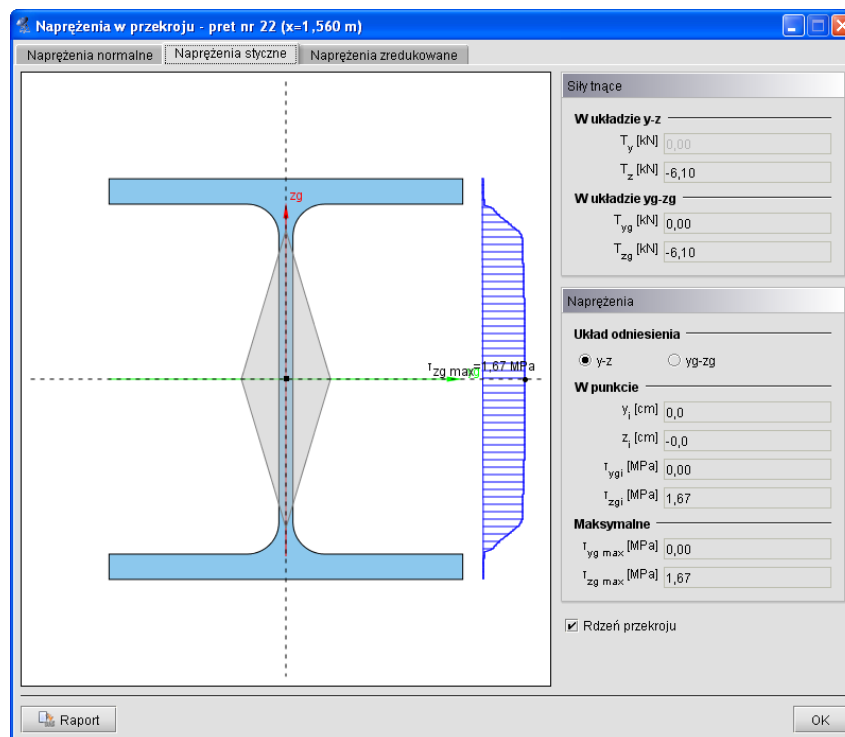 Naprężenia w przekroju - pret nr 22 (x=1,560 m)
Naprężenia normalne
Naprężenia styczne
Naprężenia zredukowane
zg
τzg max=1,67 MPa
Siły tnące
W układzie y-z
Ty [kN] 0,00
Tz [kN] -6,10
W układzie yg-zg
Tyg [kN] 0,00
Tzg [kN] -6,10
Naprężenia
Układ odniesienia
y-z
yg-zg
W punkcie
yi [cm] 0,0
zi [cm] -0,0
τygi [MPa] 0,00
τzgi [MPa] 1,67
Maksymalne
τyg max [MPa] 0,00
τzg max [MPa] 1,67
Rdzeń przekroju
Raport
OK